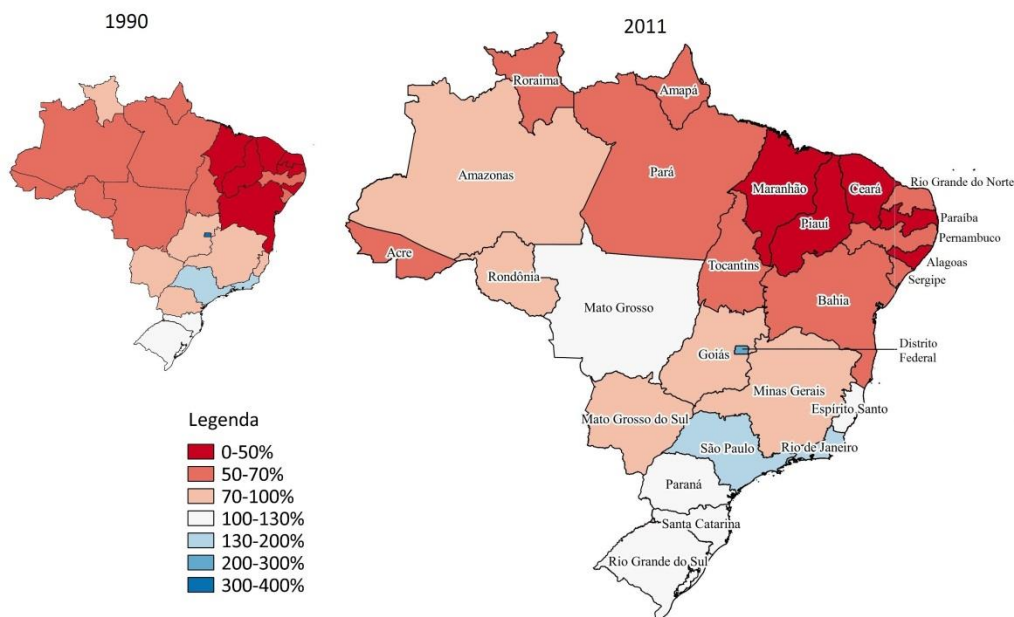 1990
2011
Roraima
Amapá
Amazonas
Pará
Maranhão
Ceará
Rio Grande do Norte
Piauí
Paraíba
Pernambuco
Acre
Tocantins
Alagoas
Rondônia
Sergipe
Bahia
Mato Grosso
Goiás
Distrito
Federal
Minas Gerais
Mato Grosso do Sul
Espírito Santo
São Paulo
Rio de Janeiro
Paraná
Santa Catarina
Rio Grande do Sul
Legenda
0-50%
50-70%
70-100%
100-130%
130-200%
200-300%
300-400%